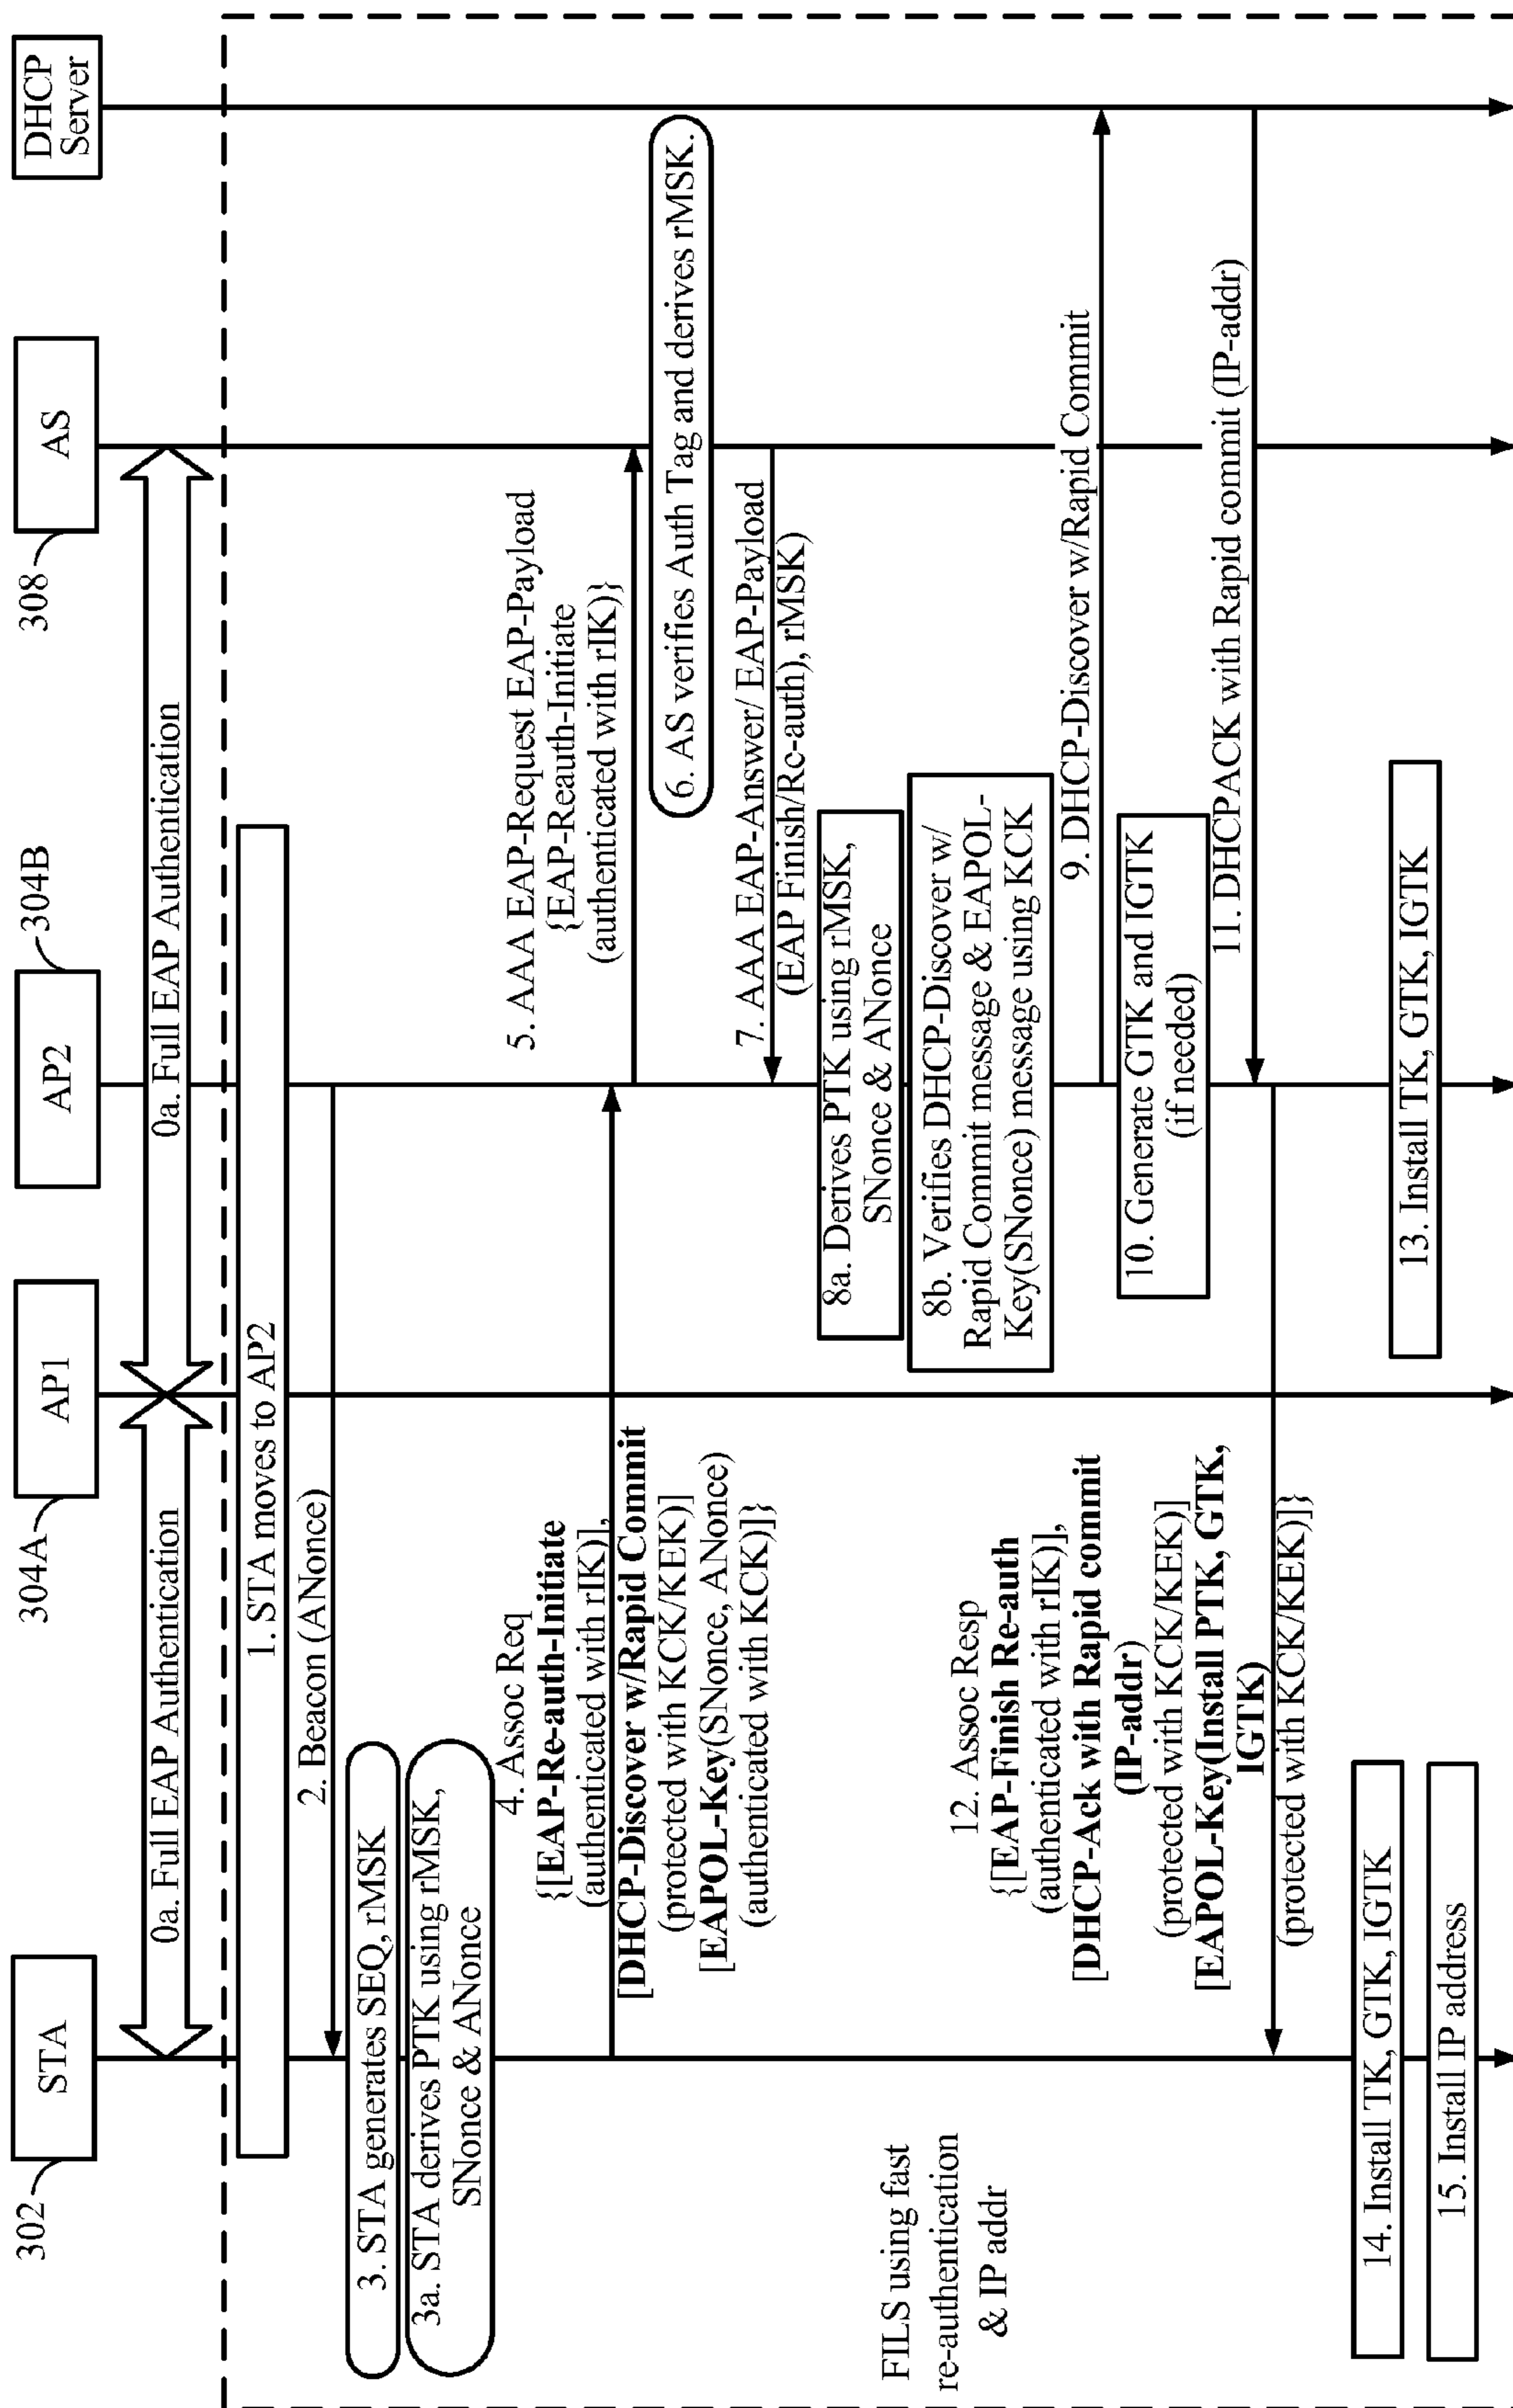 STA
302
AP1
304A
AP2
304B
AS
308
DHCP
Server
0a. Full EAP Authentication
0a. Full EAP Authentication
1. STA moves to AP2
2. Beacon (ANonce)
3. STA generates SEQ, rMSK
3a. STA derives PTK using rMSK,
SNonce & ANonce
4. Assoc Req
{[EAP-Re-auth-Initiate
(authenticated with rIK)],
[DHCP-Discover w/Rapid Commit
(protected with KCK/KEK)]
[EAPOL-Key(SNonce, ANonce)
(authenticated with KCK)]}
5. AAA EAP-Request EAP-Payload
{EAP-Reauth-Initiate
(authenticated with rIK)}
6. AS verifies Auth Tag and derives rMSK.
7. AAA EAP-Answer/ EAP-Payload
(EAP Finish/Rc-auth), rMSK)
8a. Derives PTK using rMSK,
SNonce & ANonce
8b. Verifies DHCP-Discover w/
Rapid Commit message & EAPOL-
Key(SNonce) message using KCK
9. DHCP-Discover w/Rapid Commit
10. Generate GTK and IGTK
(if needed)
11. DHCPACK with Rapid commit (IP-addr)
12. Assoc Resp
{[EAP-Finish Re-auth
(authenticated with rIK)],
[DHCP-Ack with Rapid commit
(IP-addr)
(protected with KCK/KEK)]
[EAPOL-Key(Install PTK, GTK,
IGTK)
(protected with KCK/KEK)]}
FILS using fast
re-authentication
& IP addr
13. Install TK, GTK, IGTK
14. Install TK, GTK, IGTK
15. Install IP address